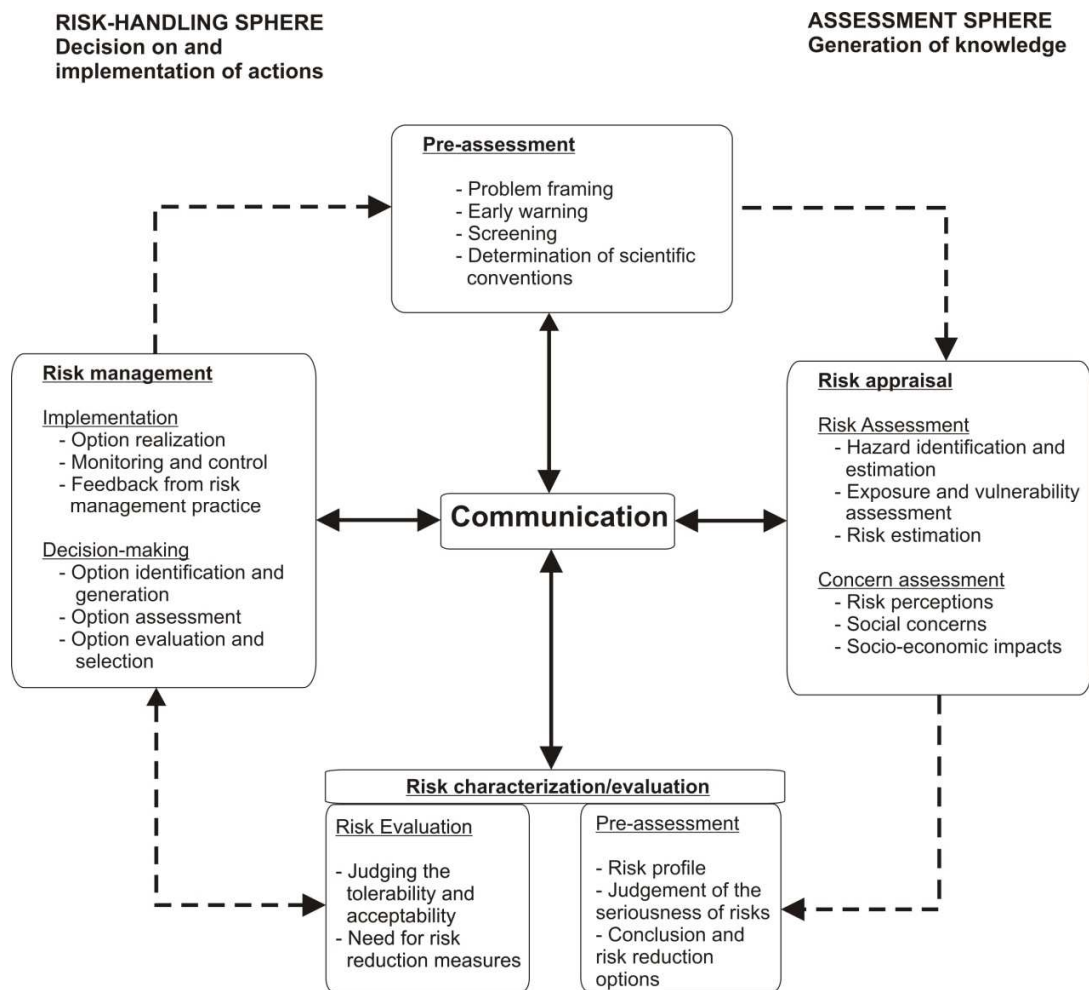 RISK-HANDLING SPHERE
Decision on and
implementation of actions
ASSESSMENT SPHERE
Generation of knowledge
Pre-assessment
- Problem framing
- Early warning
- Screening
- Determination of scientific
conventions
Risk management
Implementation
- Option realization
- Monitoring and control
- Feedback from risk
management practice
Decision-making
- Option identification and
generation
- Option assessment
- Option evaluation and
selection
Communication
Risk appraisal
Risk Assessment
- Hazard identification and
estimation
- Exposure and vulnerability
assessment
- Risk estimation
Concern assessment
- Risk perceptions
- Social concerns
- Socio-economic impacts
Risk characterization/evaluation
Risk Evaluation
- Judging the
tolerability and
acceptability
- Need for risk
reduction measures
Pre-assessment
- Risk profile
- Judgement of the
seriousness of risks
- Conclusion and
risk reduction
options